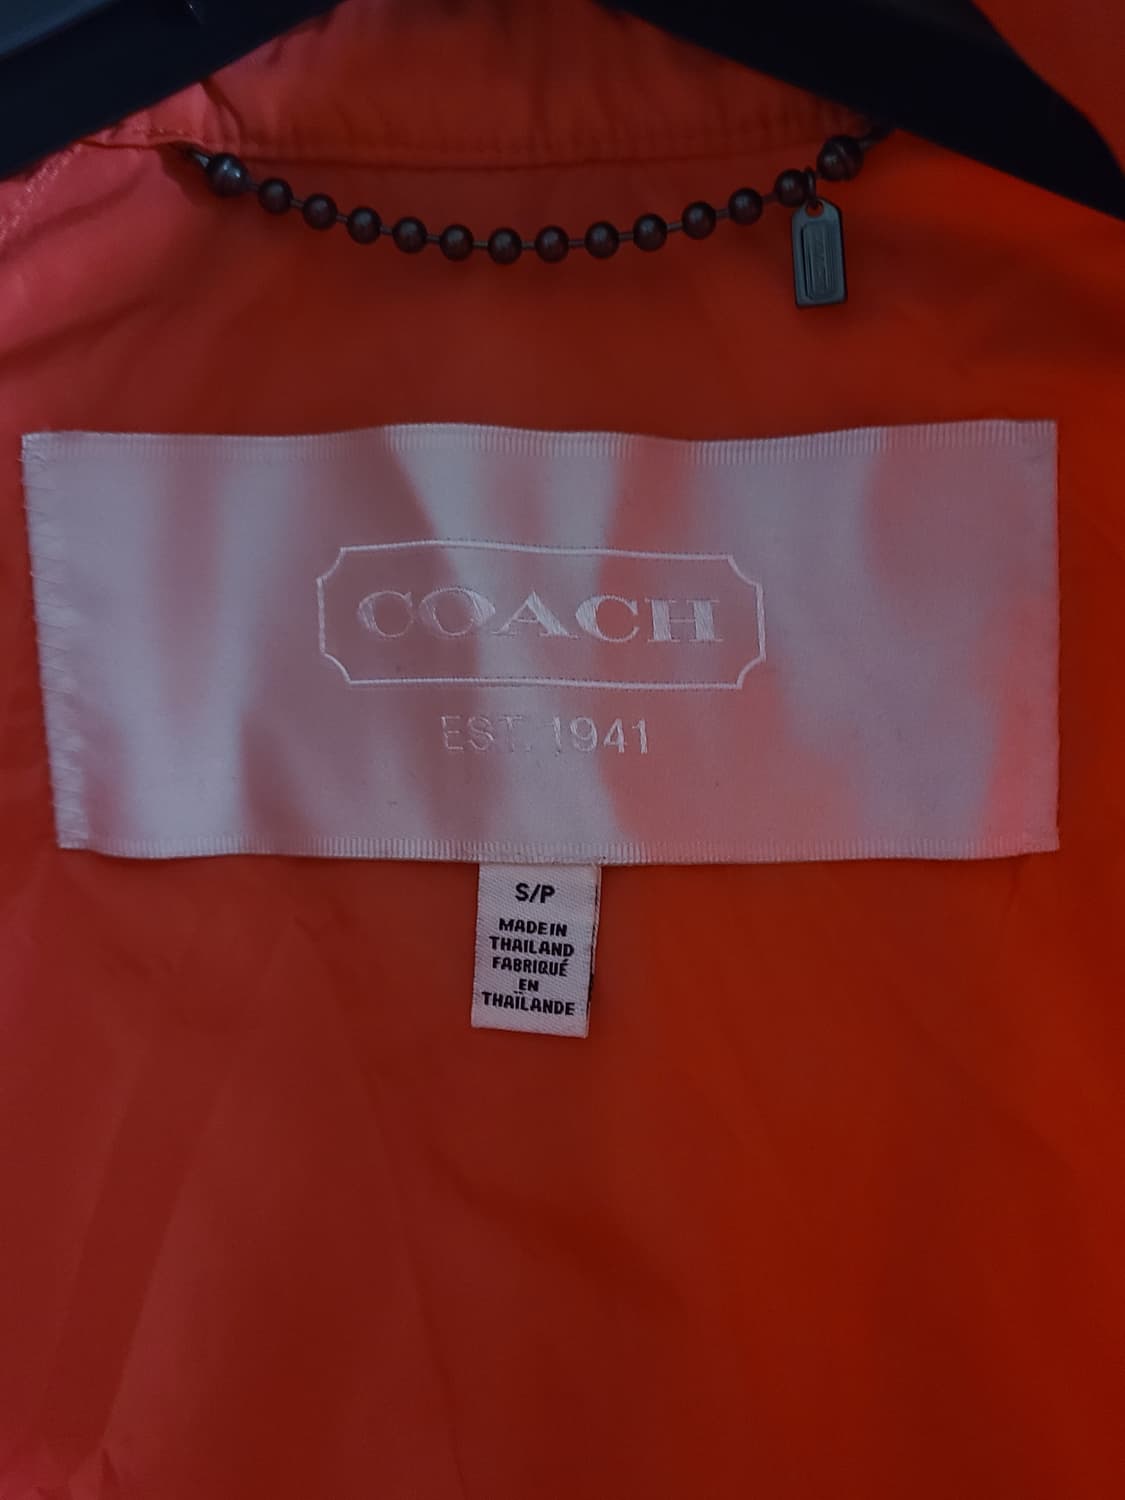 COACH
EST. 1941
S/P
MADE IN
THAILAND
FABRIQUÉ
EN
THAÏLANDE